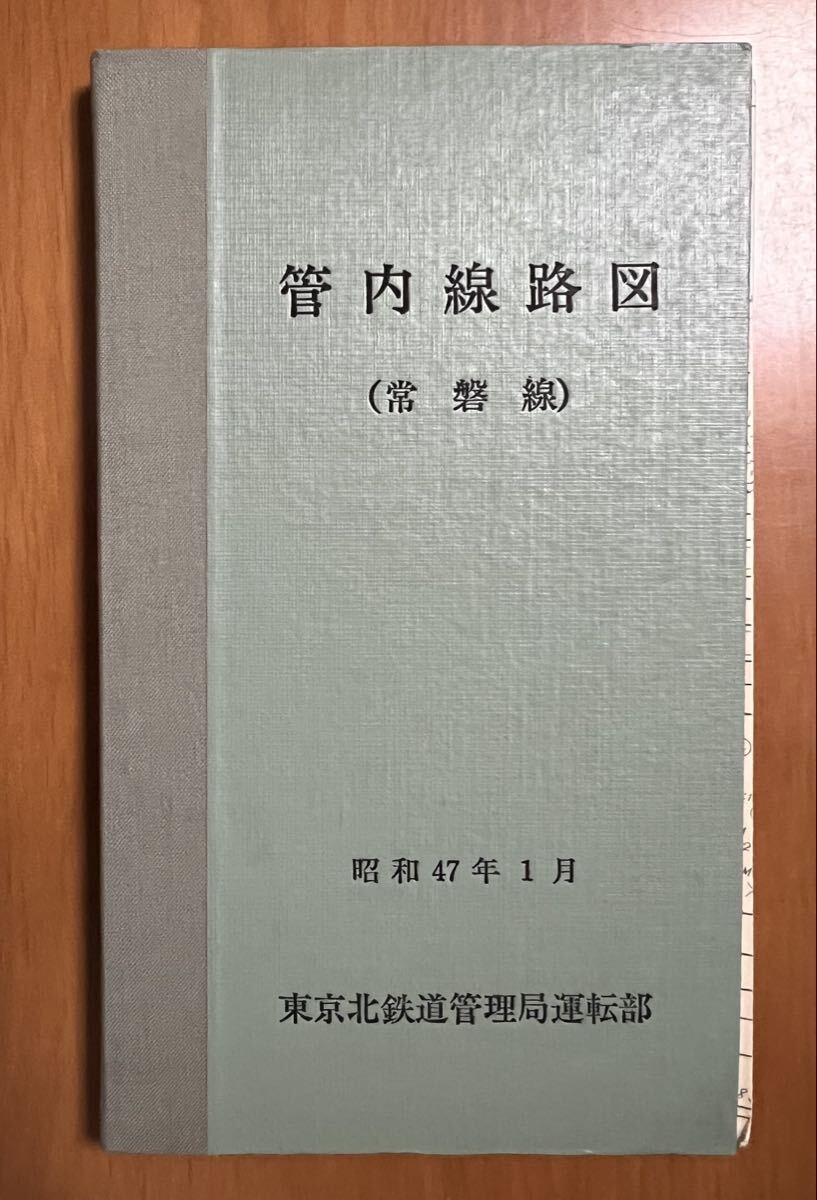 管内線路図
(常磐線)
昭和47年1月
東京北鉄道管理局運転部